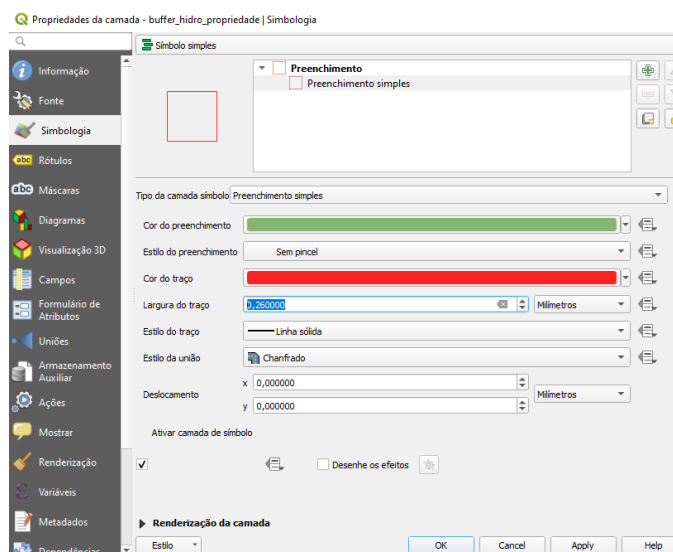 Propriedades da camada - buffer_hidro_propriedade | Simbologia
Informação
Fonte
Simbologia
abc Rótulos
abc Máscaras
Diagramas
Visualização 3D
Campos
Formulário de
Atributos
Uniões
Armazenamento
Auxiliar
Ações
Mostrar
Renderização
Variáveis
Metadados
Dependências
Símbolo simples
Preenchimento
Preenchimento simples
Tipo da camada símbolo Preenchimento simples
Cor do preenchimento
Estilo do preenchimento Sem pincel
Cor do traço
Largura do traço 0,260000 Milímetros
Estilo do traço Linha sólida
Estilo da união Chanfrado
Deslocamento
x 0,000000
y 0,000000
Milímetros
Ativar camada de símbolo
Desenhe os efeitos
Renderização da camada
Estilo OK Cancel Apply Help